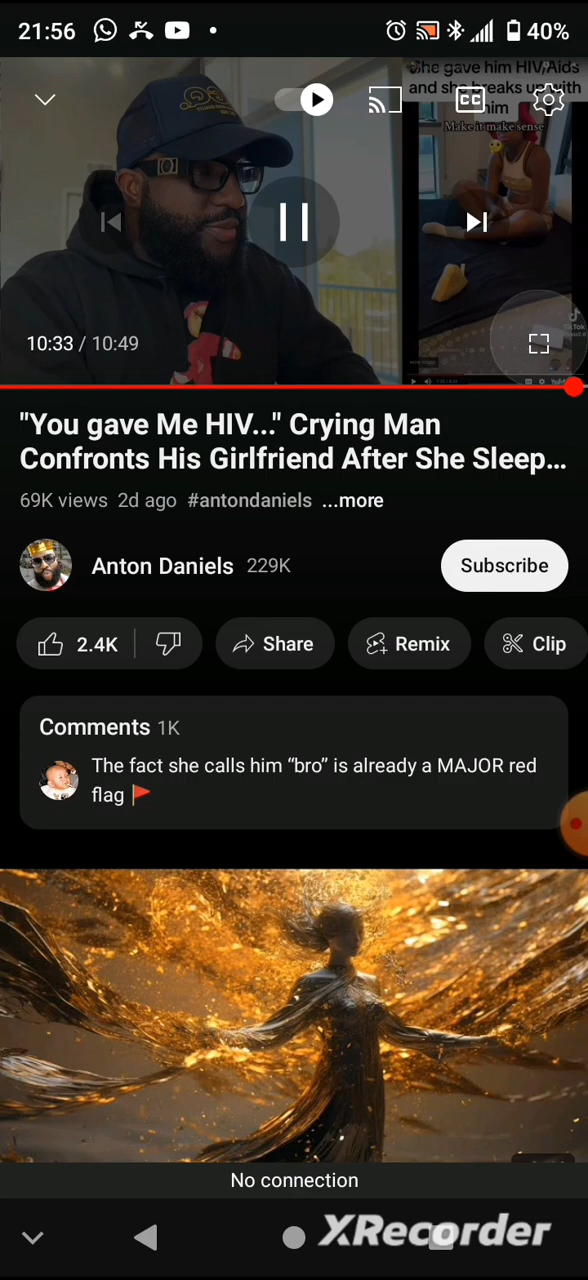 21:56
40%
She gave him HIV/Aids
and she breaks up with
him
Make it make sense
CC
10:33 / 10:49
TikTok
"You gave Me HIV..." Crying Man
Confronts His Girlfriend After She Sleep...
69K views 2d ago #antondaniels ...more
Anton Daniels 229K
Subscribe
2.4K
Share
Remix
Clip
Comments 1K
The fact she calls him “bro” is already a MAJOR red
flag
No connection
XRecorder